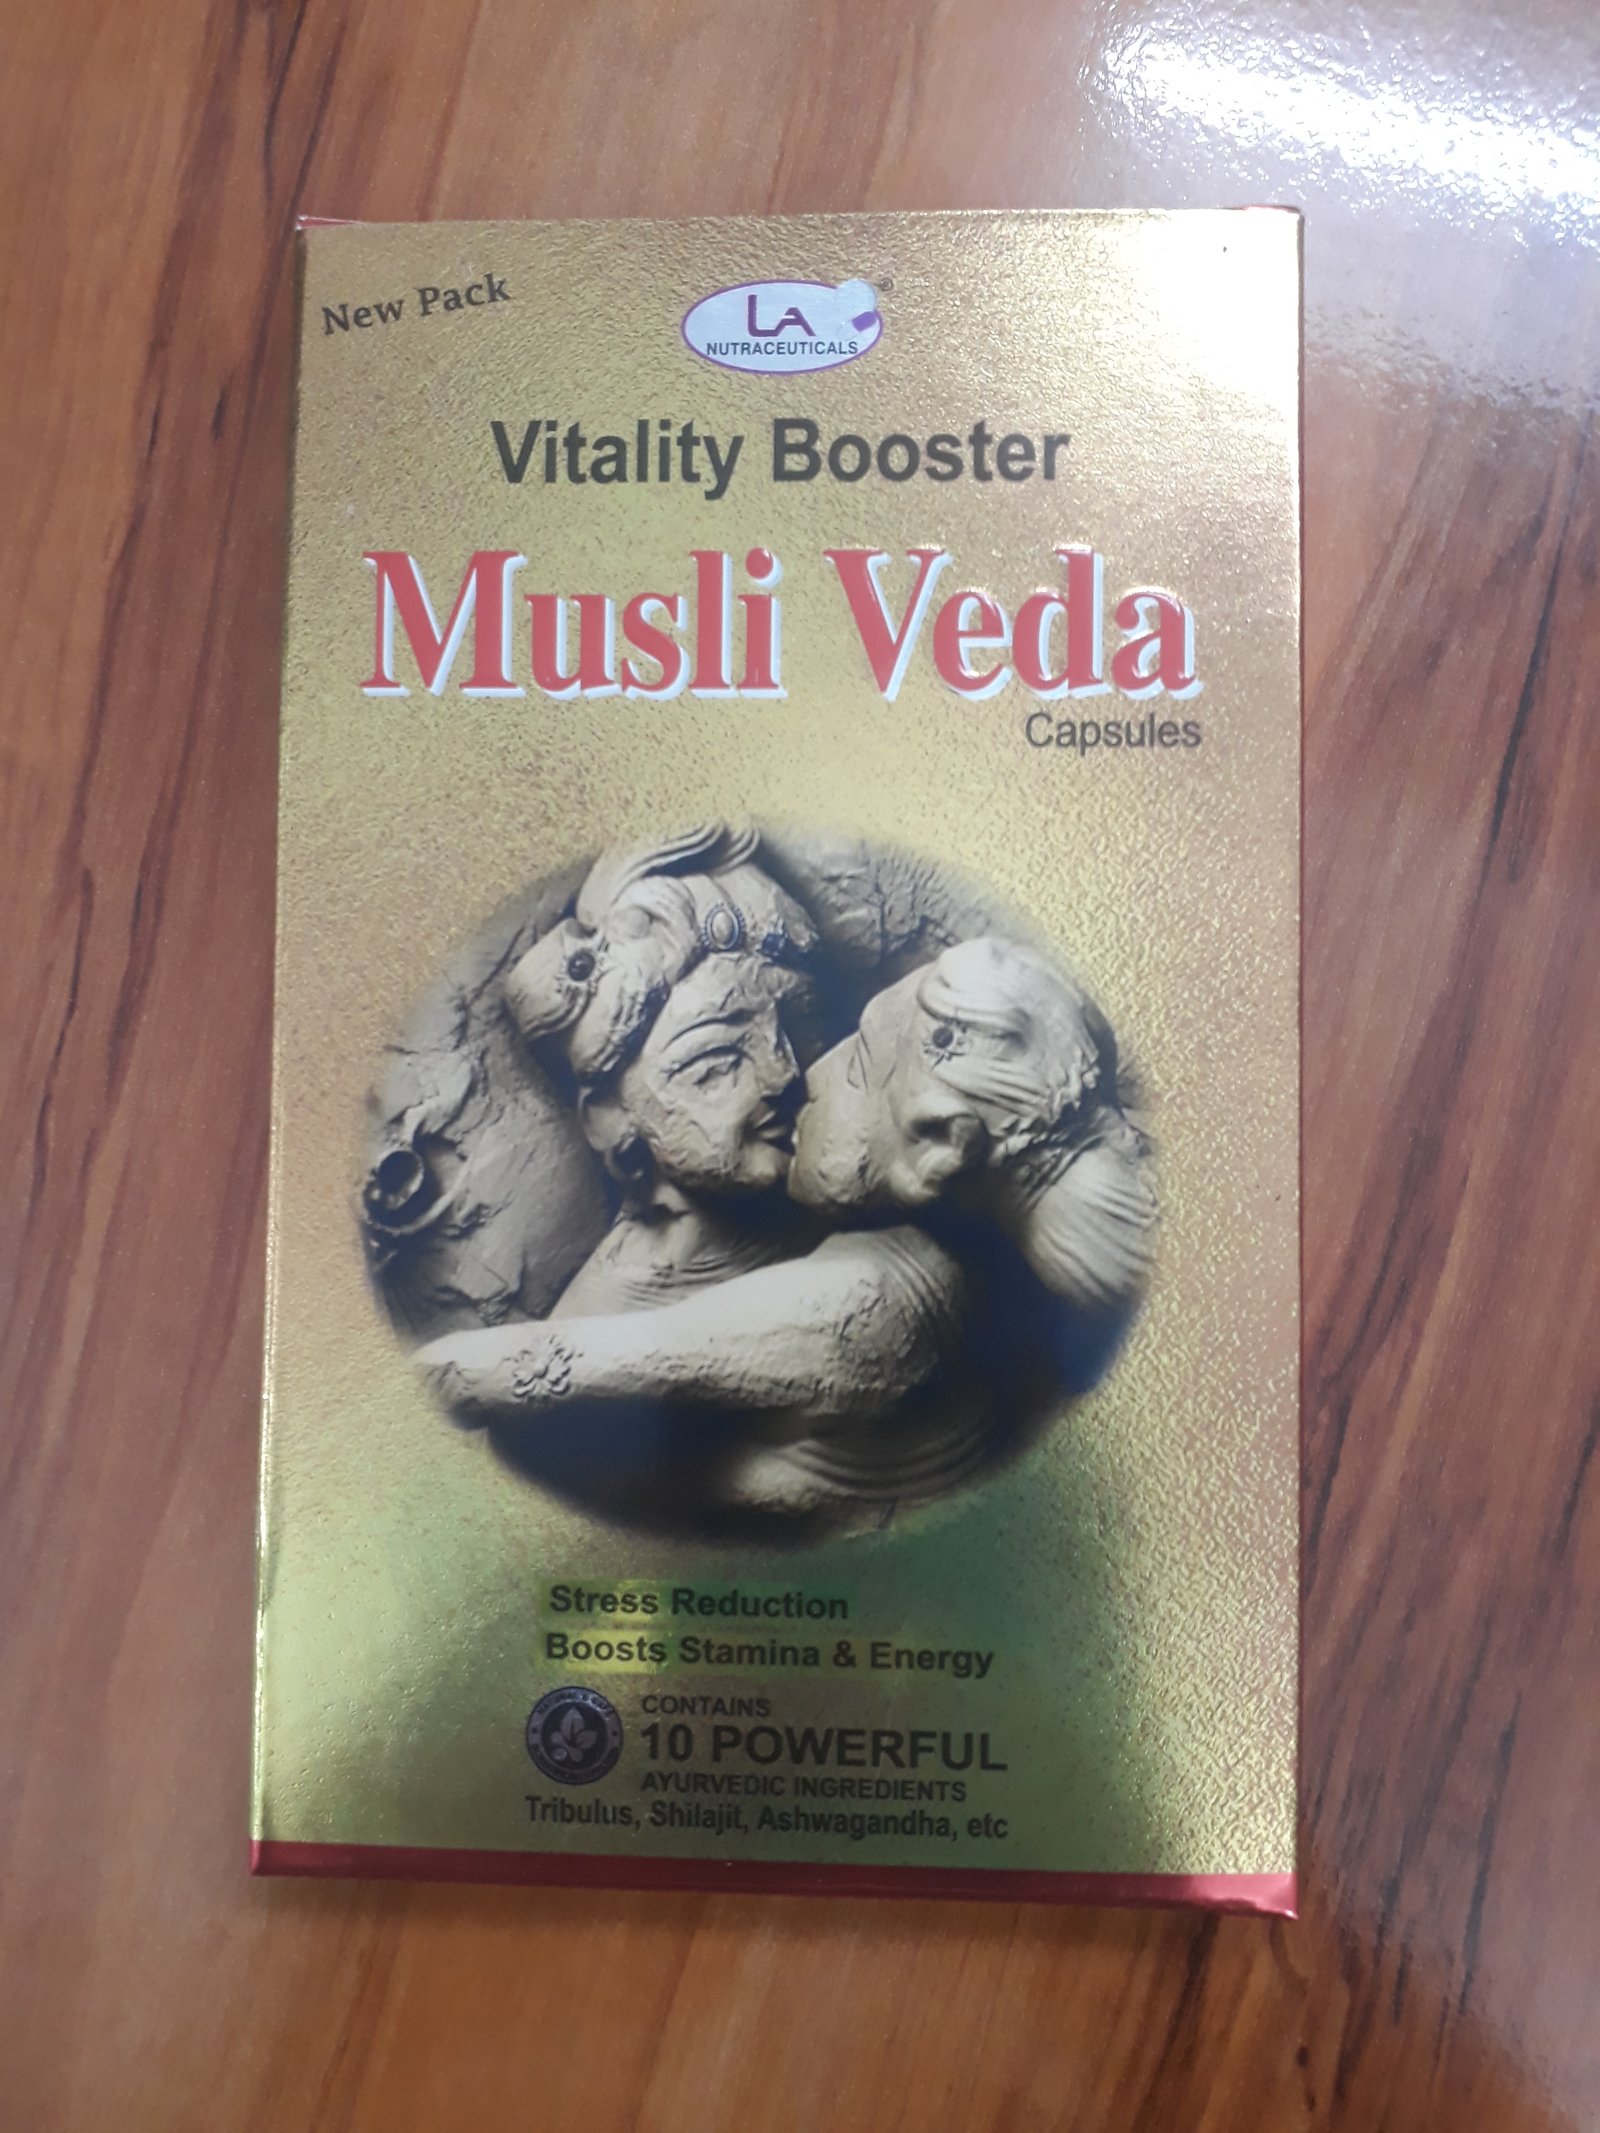 New Pack
LA
NUTRACEUTICALS
®
Vitality Booster
Musli Veda
Capsules
Stress Reduction
Boosts Stamina & Energy
CONTAINS
10 POWERFUL
AYURVEDIC INGREDIENTS
Tribulus, Shilajit, Ashwagandha, etc